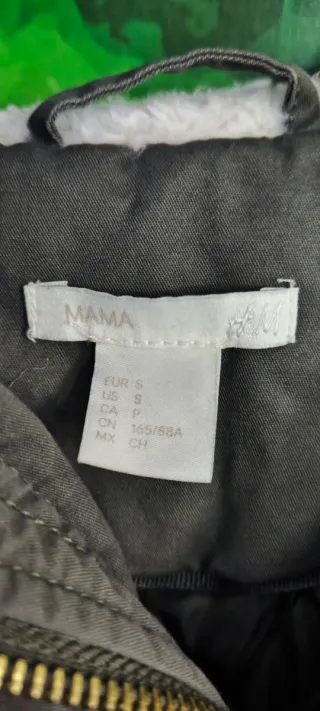 MAMA H&M
EUR S
US S
CA P
CN 165/88A
MX CH